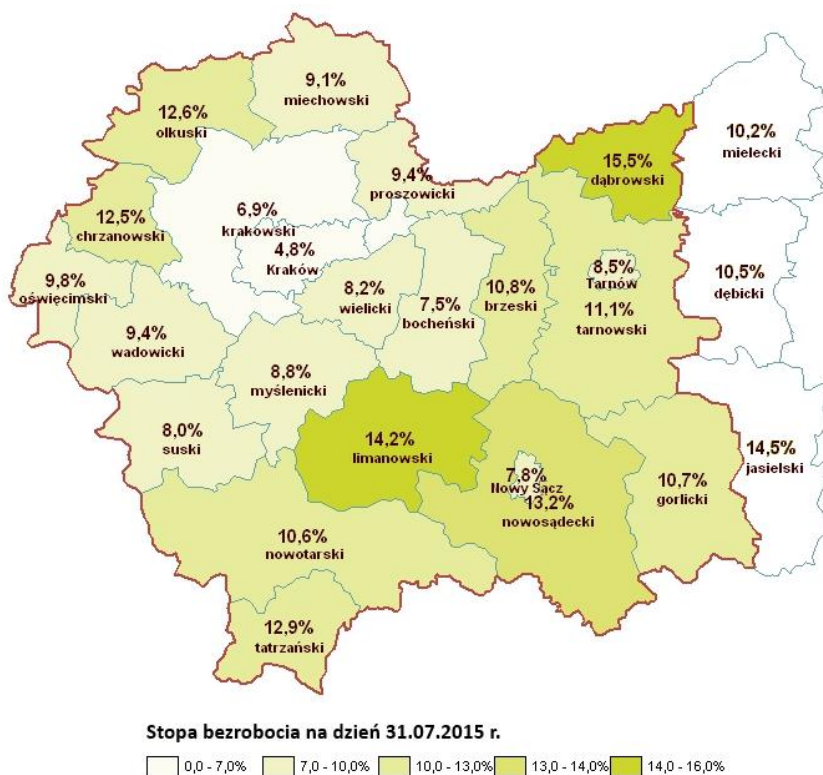 9,1%
miechowski
12,6%
olkuski
10,2%
mielecki
15,5%
dąbrowski
9,4%
proszowicki
12,5%
chrzanowski
6,9%
krakowski
4,8%
Kraków
9,8%
oświęcimski
8,2%
wielicki
7,5%
bocheński
10,8%
brzeski
8,5%
Tarnów
11,1%
tarnowski
10,5%
dębicki
9,4%
wadowicki
8,8%
myślenicki
8,0%
suski
14,2%
limanowski
7,8%
Nowy Sącz
13,2%
nowosądecki
10,7%
gorlicki
14,5%
jasielski
10,6%
nowotarski
12,9%
tatrzański
Stopa bezrobocia na dzień 31.07.2015 r.
0,0 - 7,0% 7,0 - 10,0% 10,0 - 13,0% 13,0 - 14,0% 14,0 - 16,0%